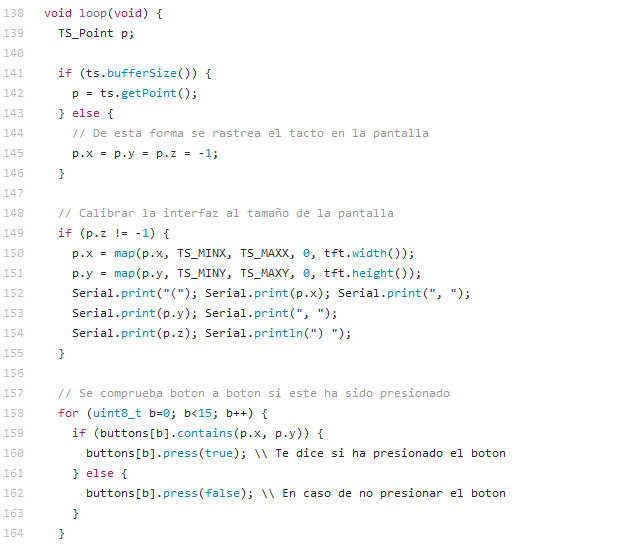 138 void loop(void) {
139   TS_Point p;
140
141   if (ts.bufferSize()) {
142     p = ts.getPoint();
143   } else {
144     // De esta forma se rastrea el tacto en la pantalla
145     p.x = p.y = p.z = -1;
146   }
147
148   // Calibrar la interfaz al tamaño de la pantalla
149   if (p.z != -1) {
150     p.x = map(p.x, TS_MINX, TS_MAXX, 0, tft.width());
151     p.y = map(p.y, TS_MINY, TS_MAXY, 0, tft.height());
152     Serial.print("("); Serial.print(p.x); Serial.print(", ");
153     Serial.print(p.y); Serial.print(", ");
154     Serial.print(p.z); Serial.println(") ");
155   }
156
157   // Se comprueba boton a boton si este ha sido presionado
158   for (uint8_t b=0; b<15; b++) {
159     if (buttons[b].contains(p.x, p.y)) {
160       buttons[b].press(true); \\ Te dice si ha presionado el boton
161     } else {
162       buttons[b].press(false); \\ En caso de no presionar el boton
163     }
164   }